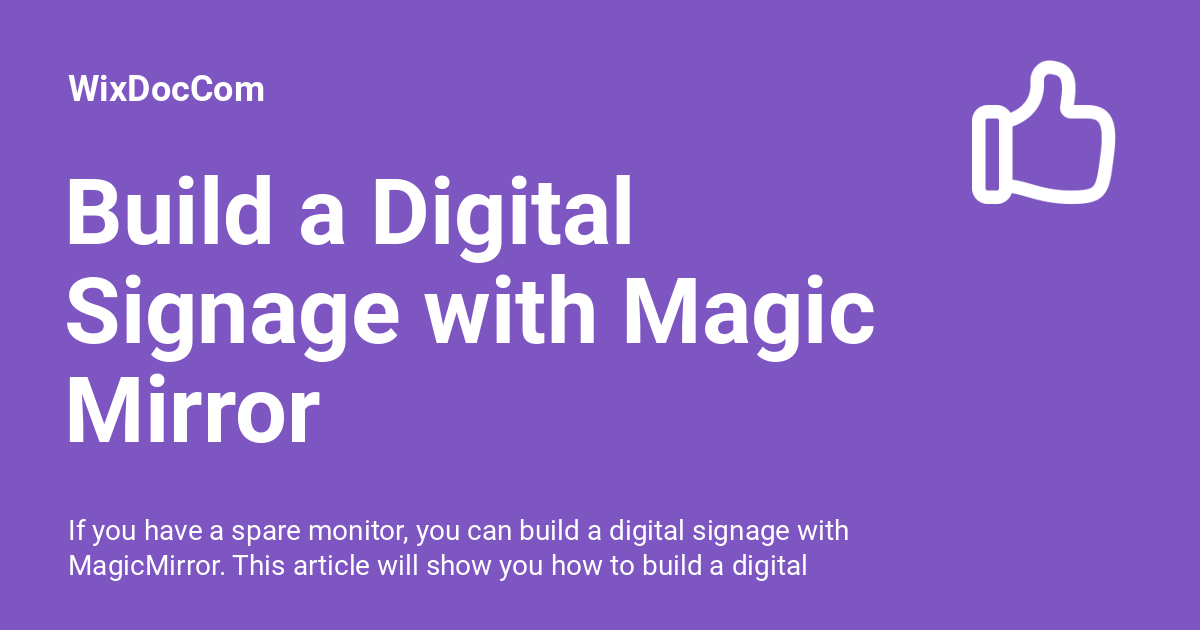 WixDocCom
Build a Digital
Signage with Magic
Mirror
If you have a spare monitor, you can build a digital signage with
MagicMirror. This article will show you how to build a digital